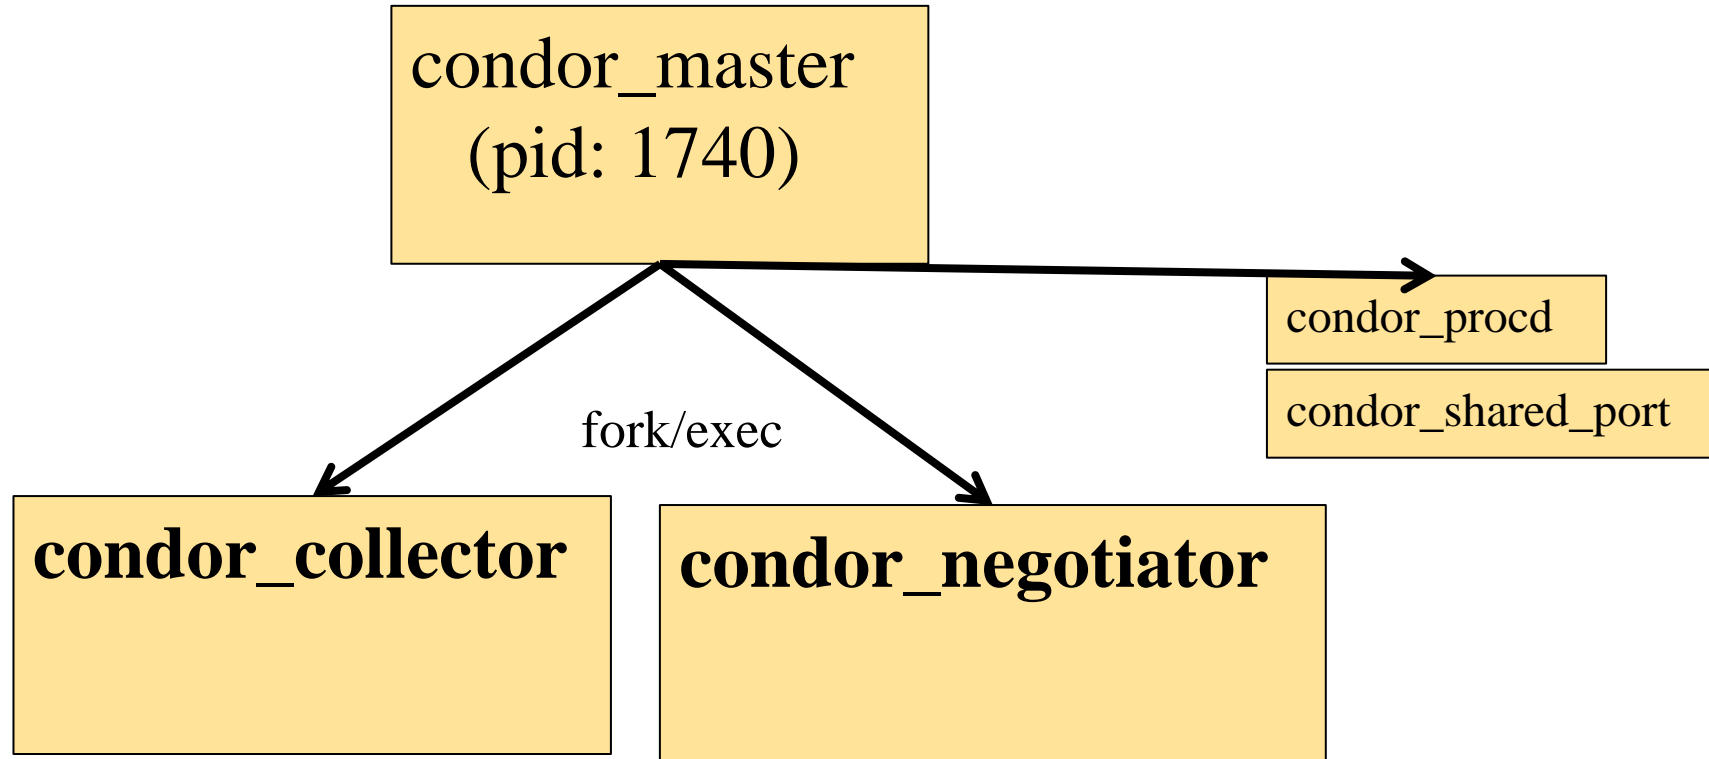 condor_master
(pid: 1740)
condor_procd
condor_shared_port
fork/exec
condor_collector
condor_negotiator